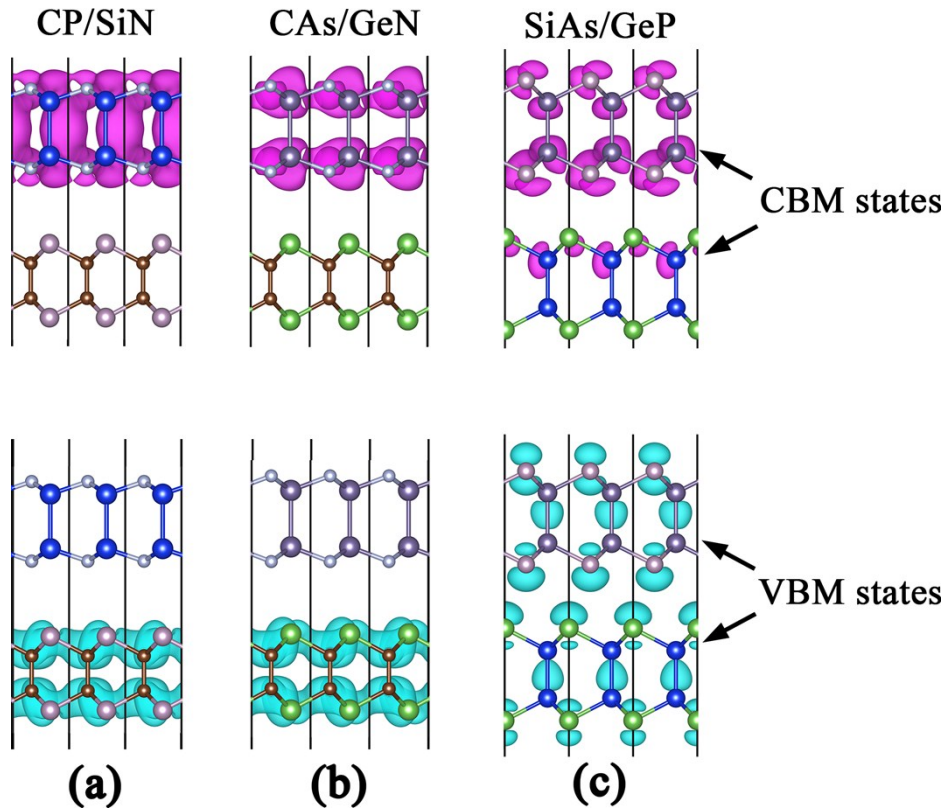 CP/SiN
CAs/GeN
SiAs/GeP
CBM states
VBM states
(a)
(b)
(c)